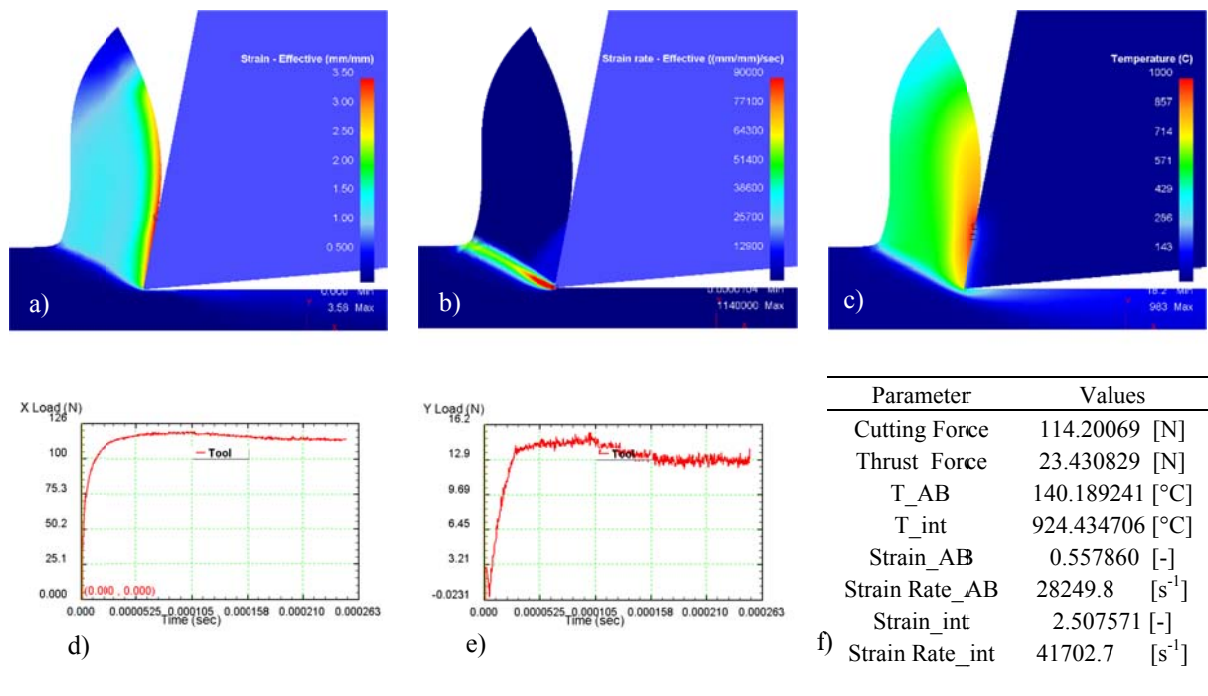 Strain - Effective (mm/mm)
3.50
3.00
2.50
2.00
1.50
1.00
0.500
0.000 Min
3.58 Max
a)
Strain rate - Effective ((mm/mm)/sec)
90000
77100
64300
51400
38600
25700
12900
0.0000104 Min
1140000 Max
b)
Temperature (C)
1000
857
714
571
429
286
143
18.2 Min
983 Max
c)
X Load (N)
126
100
75.3
50.2
25.1
0.000
Tool
(0.000 , 0.000)
0.000 0.0000525 0.000105 0.000158 0.000210 0.000263
Time (sec)
d)
Y Load (N)
16.2
12.9
9.69
6.45
3.21
-0.0231
Tool
0.000 0.0000525 0.000105 0.000158 0.000210 0.000263
Time (sec)
e)
Parameter Values
Cutting Force 114.20069 [N]
Thrust Force 23.430829 [N]
T_AB 140.189241 [°C]
T_int 924.434706 [°C]
Strain_AB 0.557860 [-]
Strain Rate_AB 28249.8 [s⁻¹]
Strain_int 2.507571 [-]
f) Strain Rate_int 41702.7 [s⁻¹]